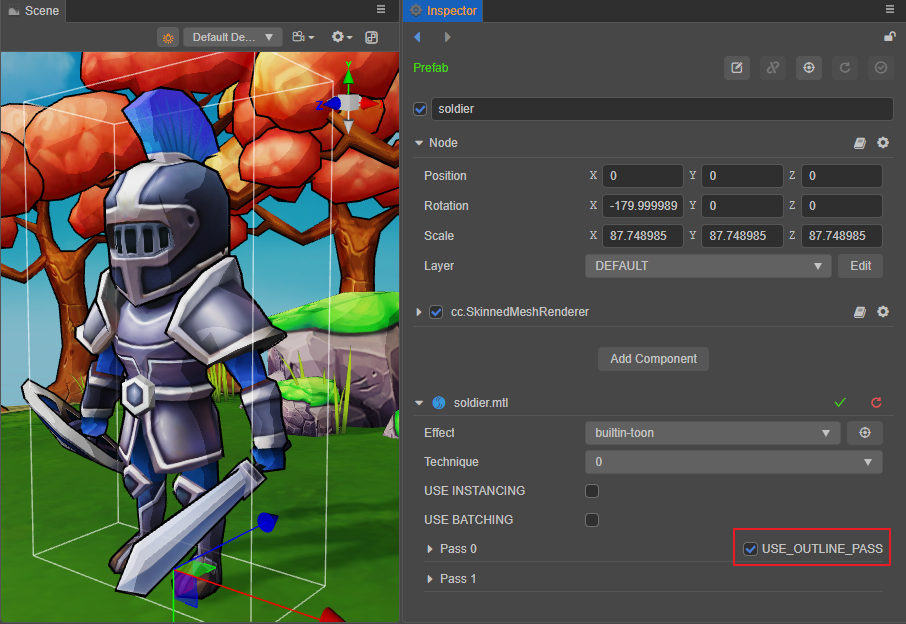 Scene
Inspector
Default De...
Prefab
Y
Z
soldier
Node
Position X 0 Y 0 Z 0
Rotation X -179.999989 Y 0 Z 0
Scale X 87.748985 Y 87.748985 Z 87.748985
Layer DEFAULT Edit
cc.SkinnedMeshRenderer
Add Component
soldier.mtl
Effect builtin-toon
Technique 0
USE INSTANCING
USE BATCHING
Pass 0 USE_OUTLINE_PASS
Pass 1